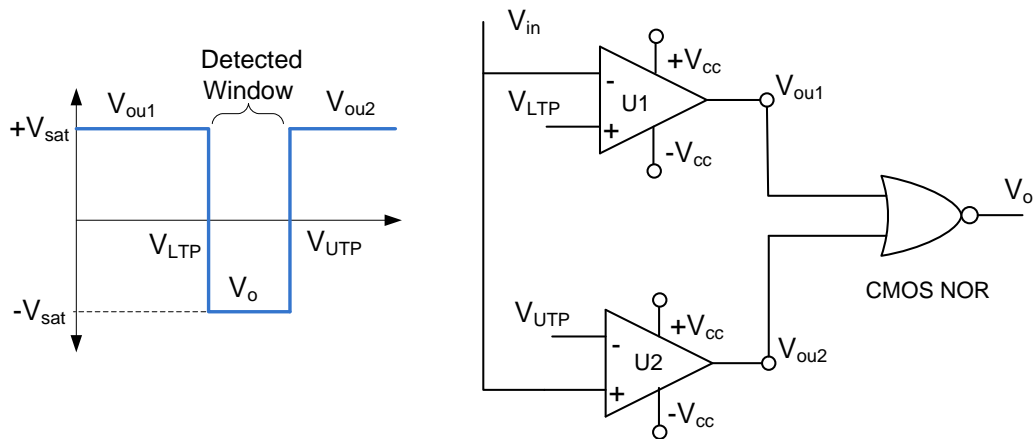 Detected
Window
V_ou1
V_ou2
+V_sat
V_LTP
V_UTP
V_o
-V_sat
V_in
+V_cc
-
U1
V_ou1
V_LTP
+
-V_cc
V_o
CMOS NOR
V_UTP
+V_cc
-
U2
V_ou2
+
-V_cc